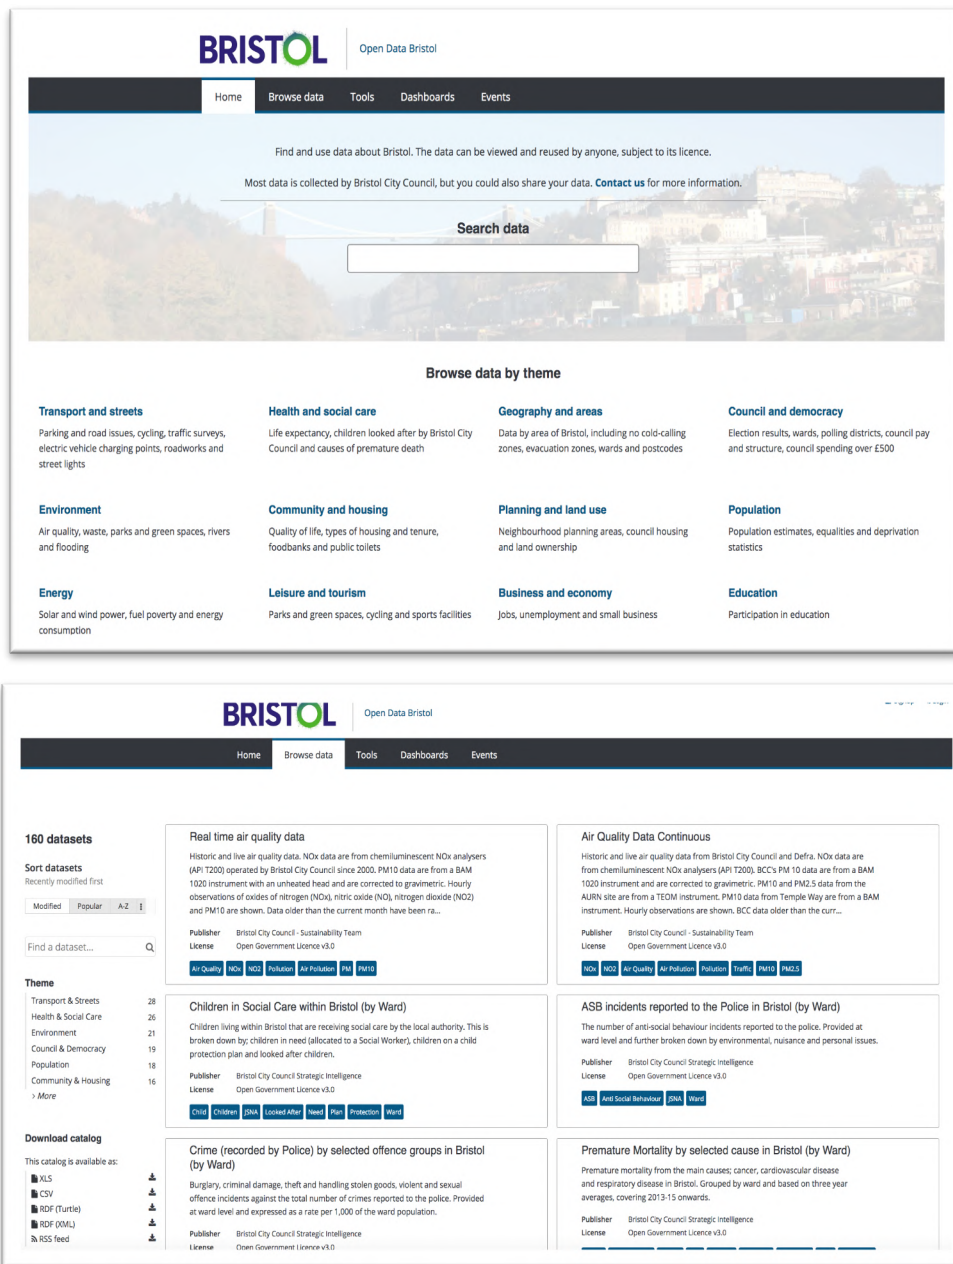 BRISTOL
Open Data Bristol
Home Browse data Tools Dashboards Events
Find and use data about Bristol. The data can be viewed and reused by anyone, subject to its licence.
Most data is collected by Bristol City Council, but you could also share your data. Contact us for more information.
Search data
Browse data by theme
Transport and streets
Parking and road issues, cycling, traffic surveys,
electric vehicle charging points, roadworks and
street lights
Health and social care
Life expectancy, children looked after by Bristol City
Council and causes of premature death
Geography and areas
Data by area of Bristol, including no cold-calling
zones, evacuation zones, wards and postcodes
Council and democracy
Election results, wards, polling districts, council pay
and structure, council spending over £500
Environment
Air quality, waste, parks and green spaces, rivers
and flooding
Community and housing
Quality of life, types of housing and tenure,
foodbanks and public toilets
Planning and land use
Neighbourhood planning areas, council housing
and land ownership
Population
Population estimates, equalities and deprivation
statistics
Energy
Solar and wind power, fuel poverty and energy
consumption
Leisure and tourism
Parks and green spaces, cycling and sports facilities
Business and economy
Jobs, unemployment and small business
Education
Participation in education
BRISTOL
Open Data Bristol
Home Browse data Tools Dashboards Events
160 datasets
Sort datasets
Recently modified first
Modified Popular A-Z
Find a dataset...
Theme
Transport & Streets 28
Health & Social Care 26
Environment 21
Council & Democracy 19
Population 18
Community & Housing 16
> More
Download catalog
This catalog is available as:
XLS
CSV
RDF (Turtle)
RDF (XML)
RSS feed
Real time air quality data
Historic and live air quality data. NOx data are from chemiluminescent NOx analysers
(API T200) operated by Bristol City Council since 2000. PM10 data are from a BAM
1020 instrument with an unheated head and are corrected to gravimetric. Hourly
observations of oxides of nitrogen (NOx), nitric oxide (NO), nitrogen dioxide (NO2)
and PM10 are shown. Data older than the current month have been ra...
Publisher Bristol City Council - Sustainability Team
License Open Government Licence v3.0
Air Quality NOx NO2 Pollution Air Pollution PM PM10
Air Quality Data Continuous
Historic and live air quality data from Bristol City Council and Defra. NOx data are
from chemiluminescent NOx analysers (API T200). BCC's PM 10 data are from a BAM
1020 instrument and are corrected to gravimetric. PM10 and PM2.5 data from the
AURN site are from a TEOM instrument. PM10 data from Temple Way are from a BAM
instrument. Hourly observations are shown. BCC data older than the curr...
Publisher Bristol City Council - Sustainability Team
License Open Government Licence v3.0
NOx NO2 Air Quality Air Pollution Pollution Traffic PM10 PM2.5
Children in Social Care within Bristol (by Ward)
Children living within Bristol that are receiving social care by the local authority. This is
broken down by; children in need (allocated to a Social Worker), children on a child
protection plan and looked after children.
Publisher Bristol City Council Strategic Intelligence
License Open Government Licence v3.0
Child Children JSNA Looked After Need Plan Protection Ward
ASB incidents reported to the Police in Bristol (by Ward)
The number of anti-social behaviour incidents reported to the police. Provided at
ward level and further broken down by environmental, nuisance and personal issues.
Publisher Bristol City Council Strategic Intelligence
License Open Government Licence v3.0
ASB Anti Social Behaviour JSNA Ward
Crime (recorded by Police) by selected offence groups in Bristol
(by Ward)
Burglary, criminal damage, theft and handling stolen goods, violent and sexual
offence incidents against the total number of crimes reported to the police. Provided
at ward level and expressed as a rate per 1,000 of the ward population.
Publisher Bristol City Council Strategic Intelligence
License Open Government Licence v3.0
Premature Mortality by selected cause in Bristol (by Ward)
Premature mortality from the main causes; cancer, cardiovascular disease
and respiratory disease in Bristol. Grouped by ward and based on three year
averages, covering 2013-15 onwards.
Publisher Bristol City Council Strategic Intelligence
License Open Government Licence v3.0